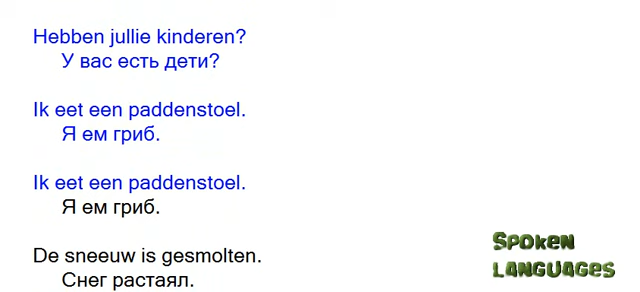 Hebben jullie kinderen?
У вас есть дети?
Ik eet een paddenstoel.
Я ем гриб.
Ik eet een paddenstoel.
Я ем гриб.
De sneeuw is gesmolten.
Снег растаял.
Spoken
Languages